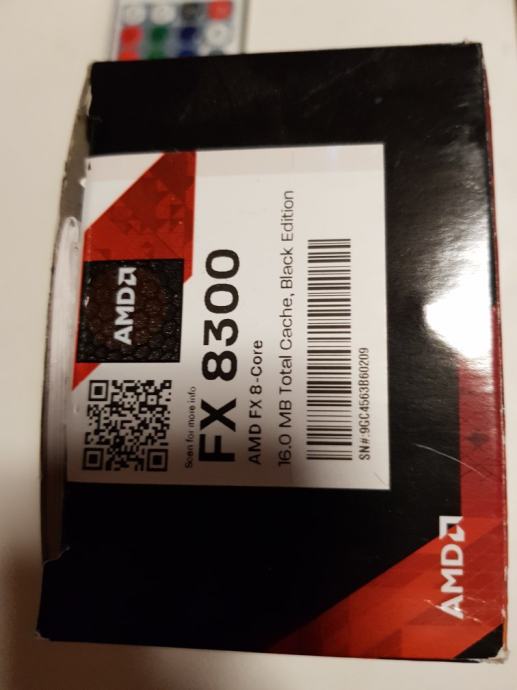 AMD
Scan for more info
FX 8300
AMD FX 8-Core
16.0 MB Total Cache, Black Edition
SN#:9GC4563B60209
AMD